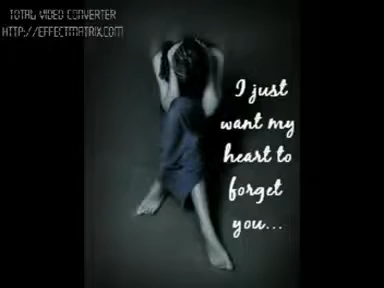 TOTAL VIDEO CONVERTER
HTTP://EFFECTMATRIX.COM
I just
want my
heart to
forget
you...